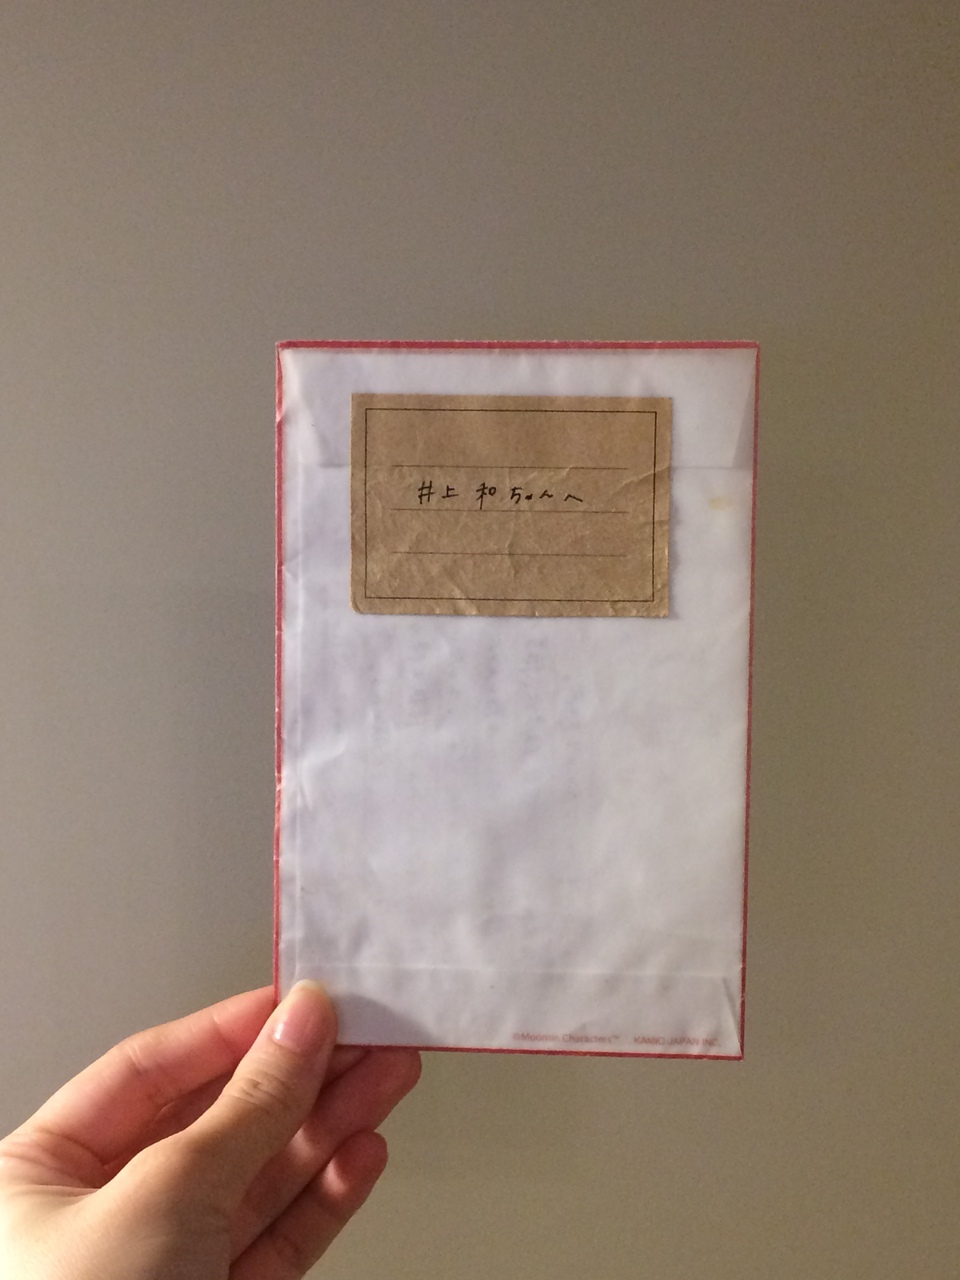 井上 和ちゃんへ
©Moomin Characters™ KAMIO JAPAN INC.